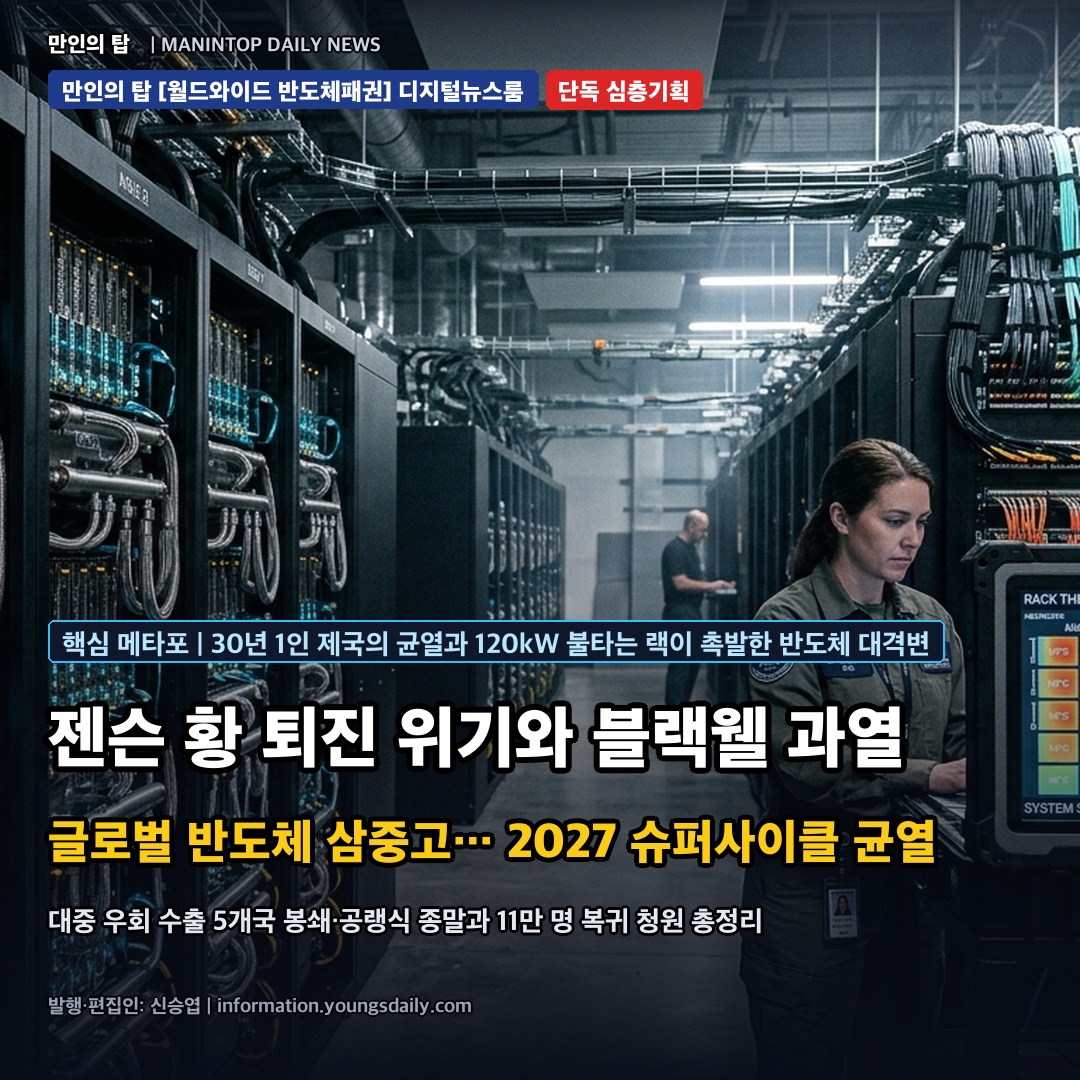 만인의 탑 | MANINTOP DAILY NEWS
만인의 탑 [월드와이드 반도체패권] 디지털뉴스룸 단독 심층기획
RACK THE
핵심 메타포 | 30년 1인 제국의 균열과 120kW 불타는 랙이 촉발한 반도체 대격변
젠슨 황 퇴진 위기와 블랙웰 과열
SYSTEM S
글로벌 반도체 삼중고… 2027 슈퍼사이클 균열
대중 우회 수출 5개국 봉쇄·공랭식 종말과 11만 명 복귀 청원 총정리
발행·편집인: 신승엽 | information.youngsdaily.com